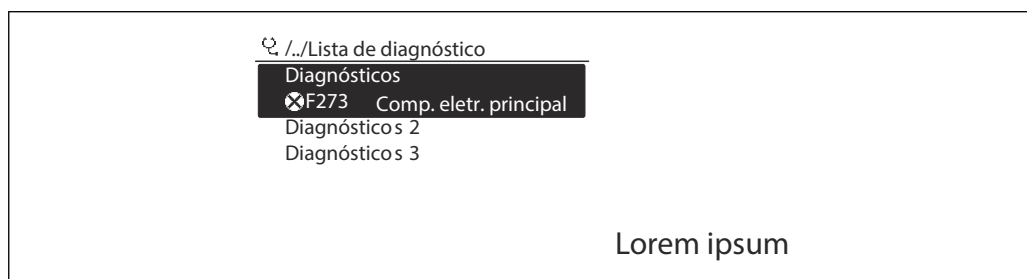 /../Lista de diagnóstico
Diagnósticos
F273 Comp. eletr. principal
Diagnósticos 2
Diagnósticos 3
Lorem ipsum